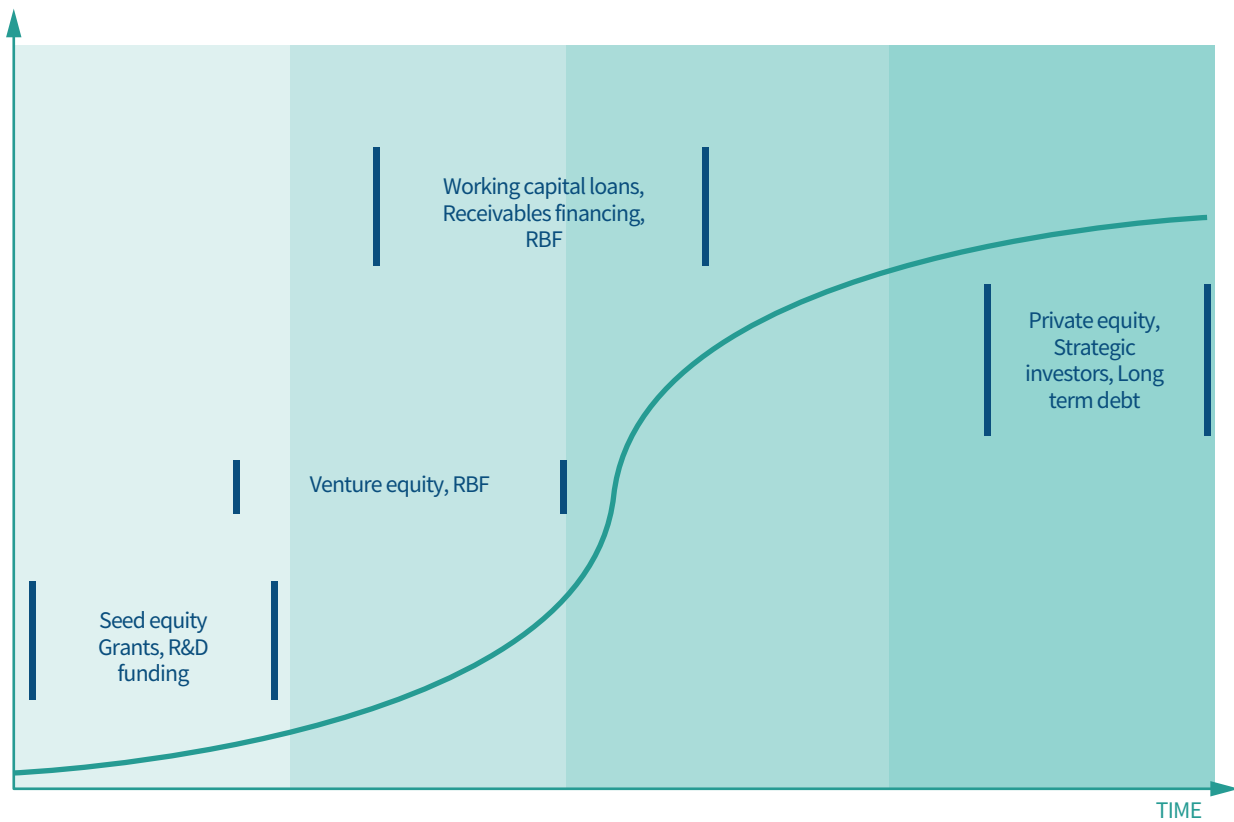 Working capital loans,
Receivables financing,
RBF
Private equity,
Strategic
investors, Long
term debt
Venture equity, RBF
Seed equity
Grants, R&D
funding
TIME